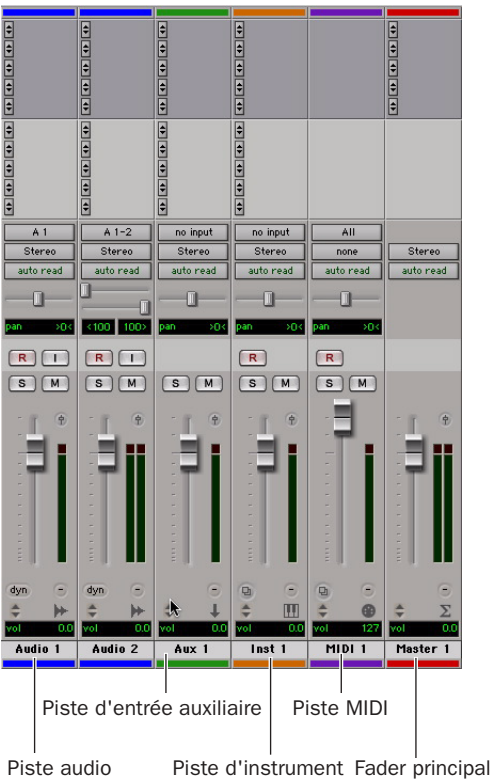 A 1 A 1-2 no input no input All
Stereo Stereo Stereo Stereo none Stereo
auto read auto read auto read auto read auto read auto read
pan >0< <100 100> pan >0< pan >0< pan >0<
R I R I R R
S M S M S M S M S M
dyn dyn
vol 0.0 vol 0.0 vol 0.0 vol 0.0 vol 127 vol 0.0
Audio 1 Audio 2 Aux 1 Inst 1 MIDI 1 Master 1
Piste d'entrée auxiliaire Piste MIDI
Piste audio Piste d'instrument Fader principal